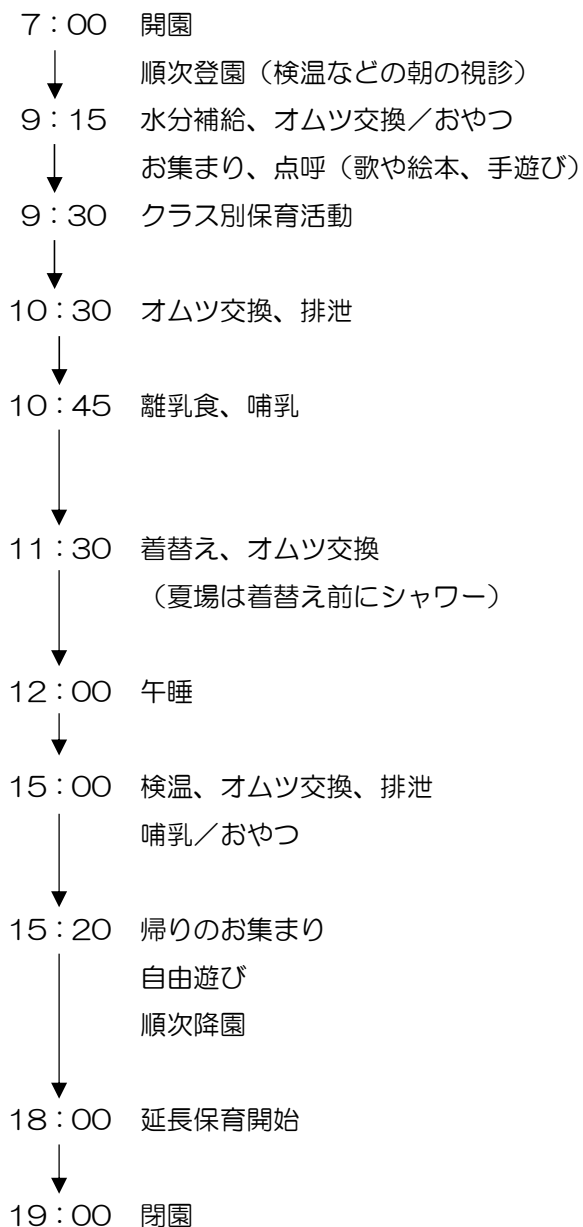 7：00 開園
順次登園（検温などの朝の視診）
9：15 水分補給、オムツ交換／おやつ
お集まり、点呼（歌や絵本、手遊び）
9：30 クラス別保育活動
10：30 オムツ交換、排泄
10：45 離乳食、哺乳
11：30 着替え、オムツ交換
（夏場は着替え前にシャワー）
12：00 午睡
15：00 検温、オムツ交換、排泄
哺乳／おやつ
15：20 帰りのお集まり
自由遊び
順次降園
18：00 延長保育開始
19：00 閉園